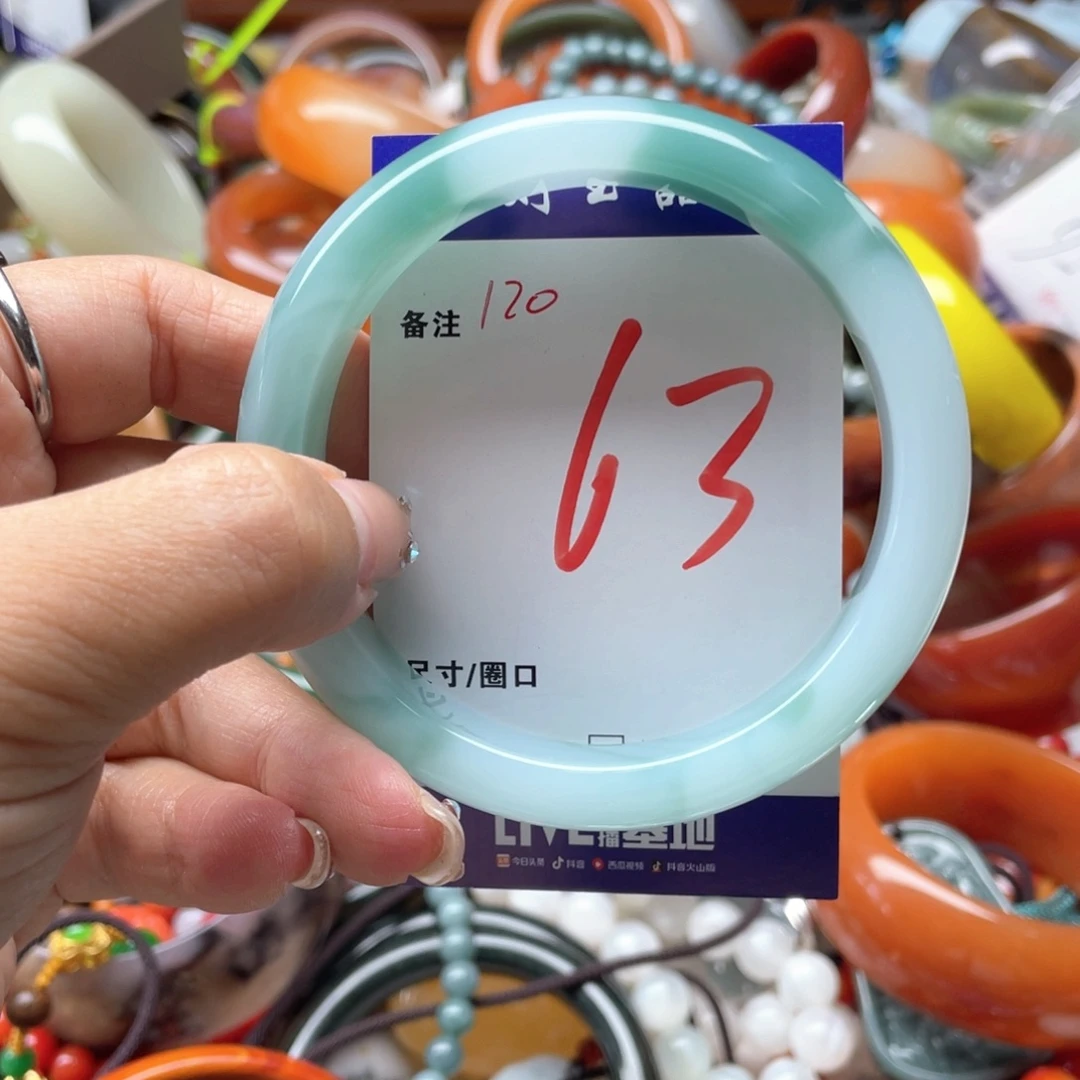 备注 120
63
尺寸/圈口
LIVE播基地
今日头条 抖音 西瓜视频 抖音火山版